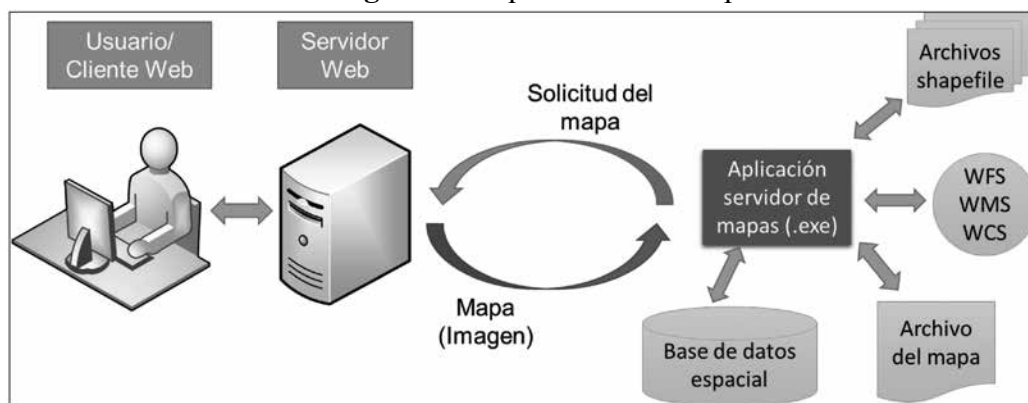 Usuario/
Cliente Web
Servidor
Web
Solicitud del
mapa
Mapa
(Imagen)
Aplicación
servidor de
mapas (.exe)
Archivos
shapefile
WFS
WMS
WCS
Archivo
del mapa
Base de datos
espacial